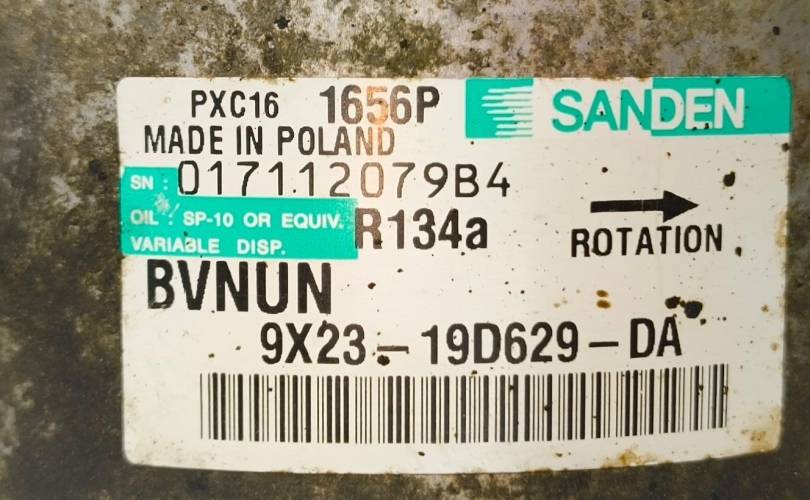 PXC16 1656P SANDEN
MADE IN POLAND
SN : 017112079B4
OIL : SP-10 OR EQUIV. R134a
VARIABLE DISP.
ROTATION
BVNUN
9X23-19D629-DA